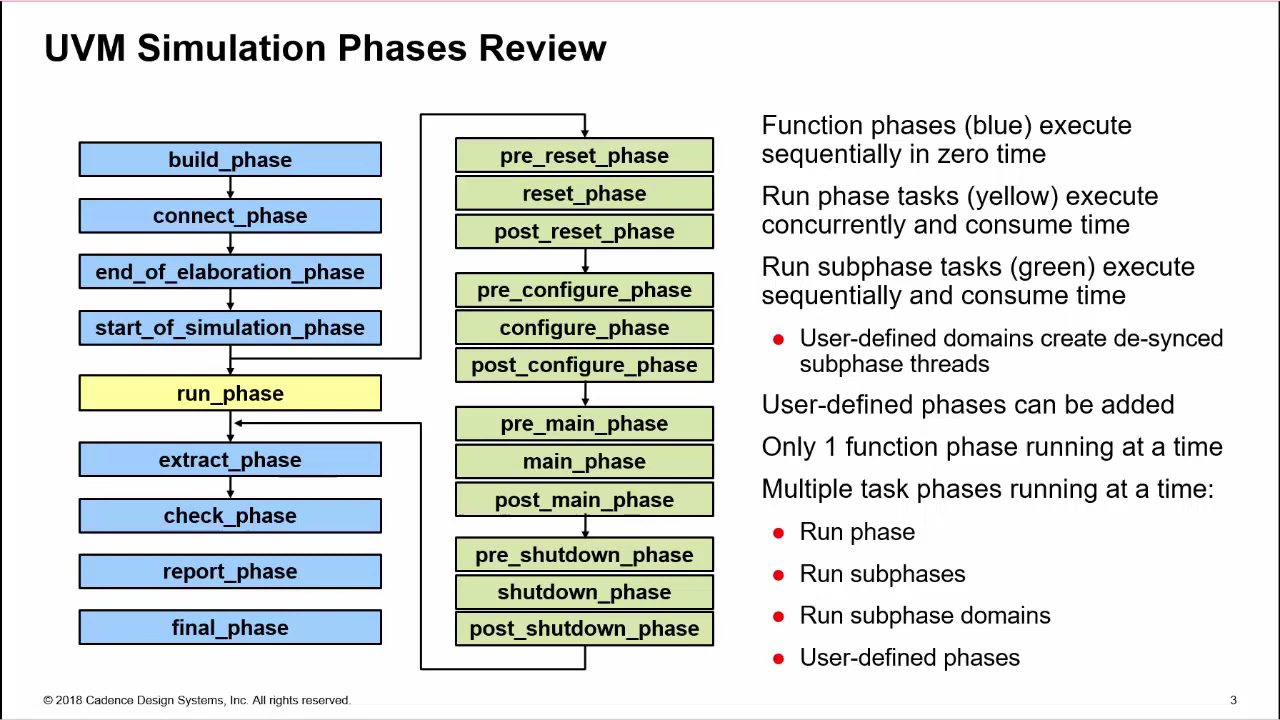 UVM Simulation Phases Review
build_phase
connect_phase
end_of_elaboration_phase
start_of_simulation_phase
run_phase
extract_phase
check_phase
report_phase
final_phase
pre_reset_phase
reset_phase
post_reset_phase
pre_configure_phase
configure_phase
post_configure_phase
pre_main_phase
main_phase
post_main_phase
pre_shutdown_phase
shutdown_phase
post_shutdown_phase
Function phases (blue) execute
sequentially in zero time
Run phase tasks (yellow) execute
concurrently and consume time
Run subphase tasks (green) execute
sequentially and consume time
● User-defined domains create de-synced
subphase threads
User-defined phases can be added
Only 1 function phase running at a time
Multiple task phases running at a time:
● Run phase
● Run subphases
● Run subphase domains
● User-defined phases
© 2018 Cadence Design Systems, Inc. All rights reserved.
3